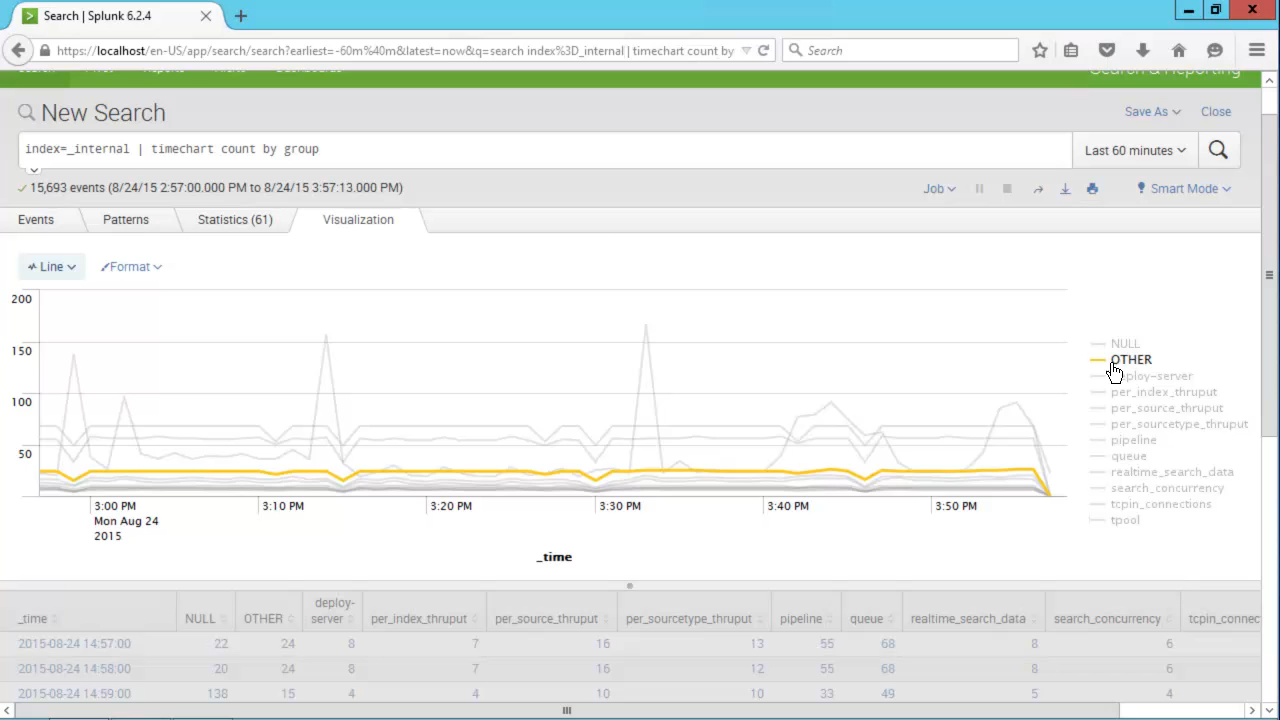 Search | Splunk 6.2.4
https://localhost/en-US/app/search/search?earliest=-60m%40m&latest=now&q=search index%3D_internal | timechart count by
Search
Search & Reporting
New Search
Save As
Close
index=_internal | timechart count by group
Last 60 minutes
15,693 events (8/24/15 2:57:00.000 PM to 8/24/15 3:57:13.000 PM)
Job
Smart Mode
Events
Patterns
Statistics (61)
Visualization
Line
Format
200
150
100
50
NULL
OTHER
deploy-server
per_index_thruput
per_source_thruput
per_sourcetype_thruput
pipeline
queue
realtime_search_data
search_concurrency
tcpin_connections
tpool
3:00 PM
Mon Aug 24
2015
3:10 PM
3:20 PM
3:30 PM
3:40 PM
3:50 PM
_time
_time NULL OTHER deploy-server per_index_thruput per_source_thruput per_sourcetype_thruput pipeline queue realtime_search_data search_concurrency tcpin_connec
2015-08-24 14:57:00 22 24 8 7 16 13 55 68 8 6
2015-08-24 14:58:00 20 24 8 7 16 12 55 68 8 6
2015-08-24 14:59:00 138 15 4 4 10 10 33 49 5 4